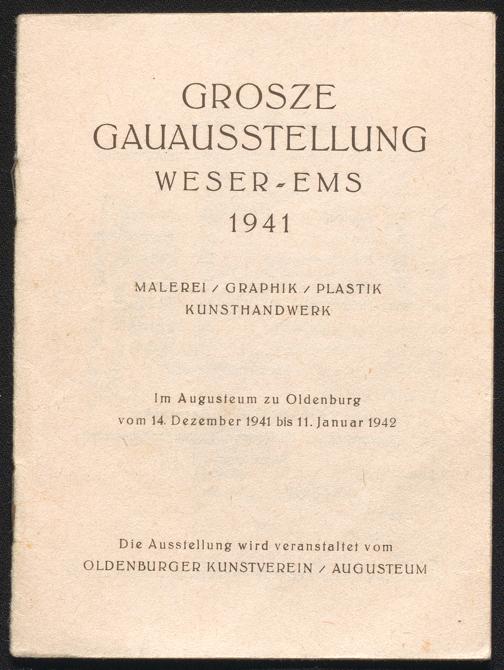 GROSZE
GAUAUSSTELLUNG
WESER-EMS
1941
MALEREI / GRAPHIK / PLASTIK
KUNSTHANDWERK
Im Augusteum zu Oldenburg
vom 14. Dezember 1941 bis 11. Januar 1942
Die Ausstellung wird veranstaltet vom
OLDENBURGER KUNSTVEREIN / AUGUSTEUM